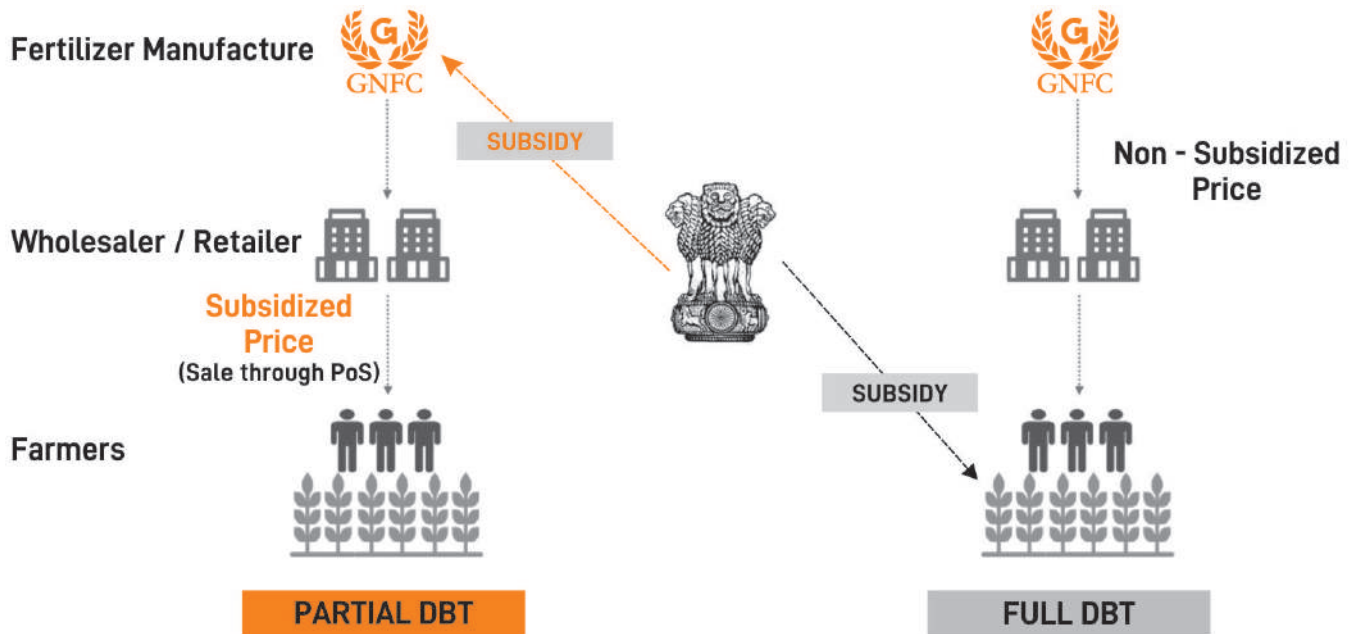 Fertilizer Manufacture
G
GNFC
SUBSIDY
G
GNFC
Non - Subsidized
Price
Wholesaler / Retailer
Subsidized
Price
(Sale through PoS)
SUBSIDY
Farmers
PARTIAL DBT
FULL DBT